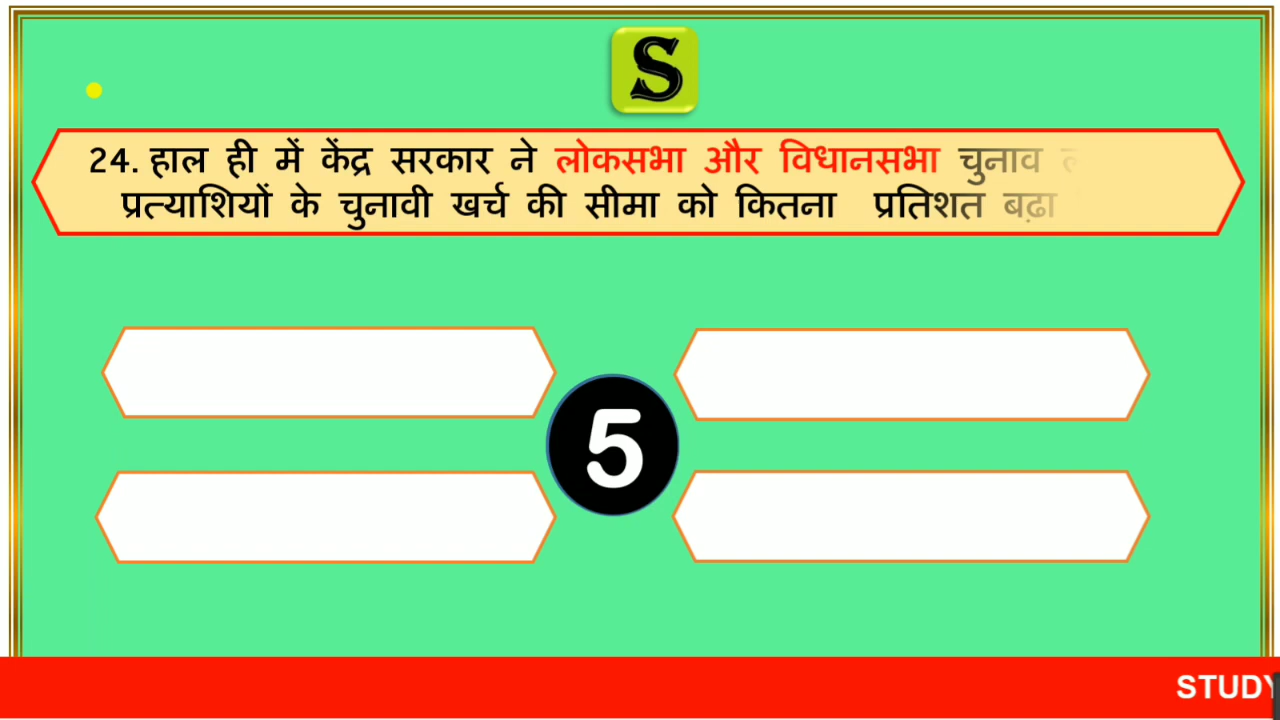 S
24. हाल ही में केंद्र सरकार ने लोकसभा और विधानसभा चुनाव
प्रत्याशियों के चुनावी खर्च की सीमा को कितना प्रतिशत बढ़ा
5
STUDY